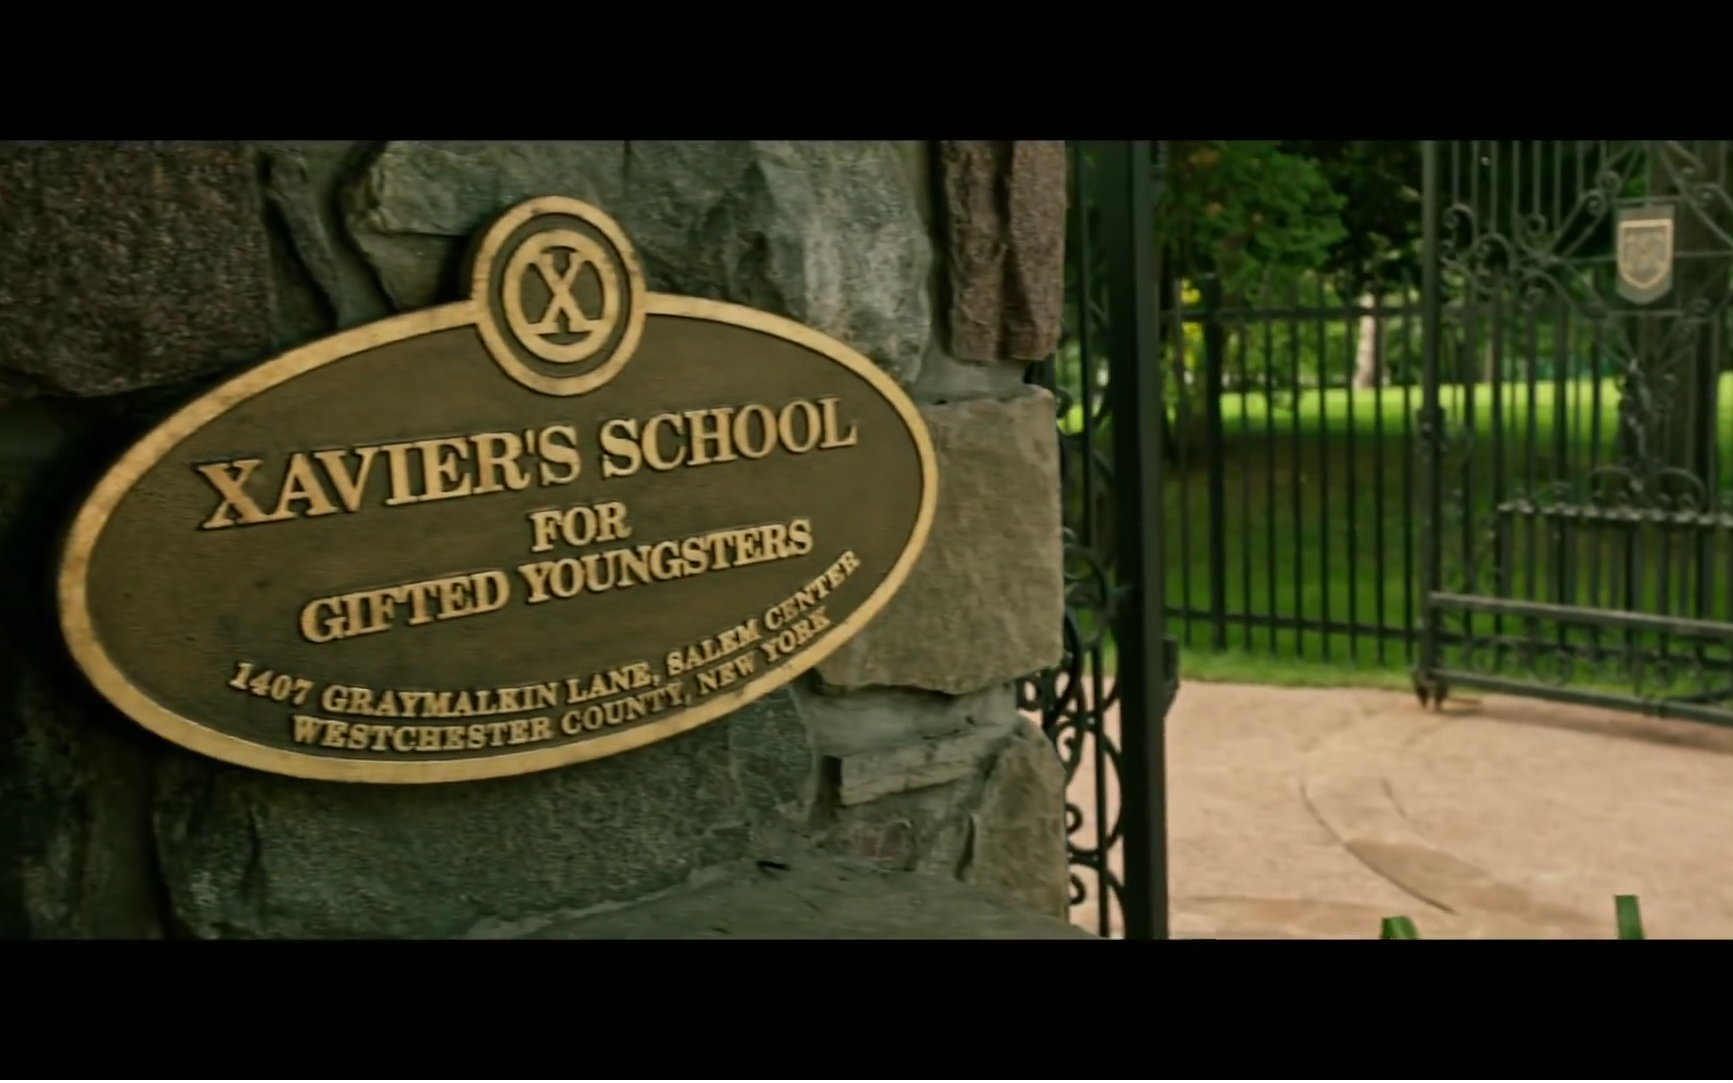 X
XAVIER'S SCHOOL
FOR
GIFTED YOUNGSTERS
1407 GRAYMALKIN LANE, SALEM CENTER
WESTCHESTER COUNTY, NEW YORK